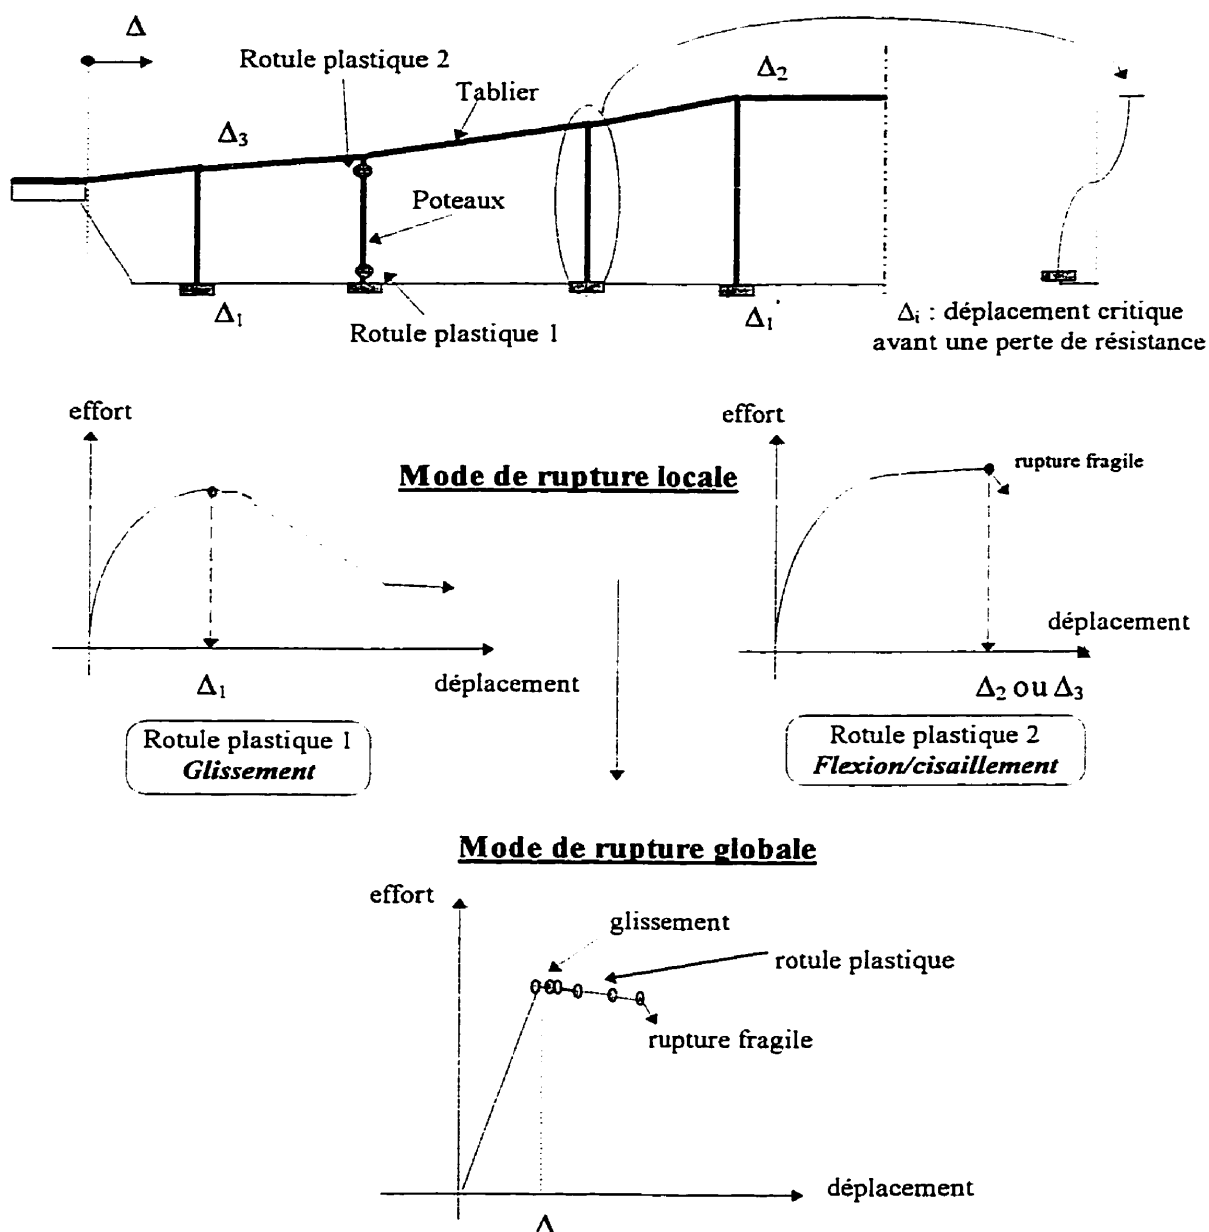 Δ
Rotule plastique 2
Tablier
Δ2
Δ3
Poteaux
Δ1
Rotule plastique 1
Δ1
Δi : déplacement critique
avant une perte de résistance
effort
effort
Mode de rupture locale
rupture fragile
déplacement
déplacement
Δ1
Δ2 ou Δ3
Rotule plastique 1
Glissement
Rotule plastique 2
Flexion/cisaillement
Mode de rupture globale
effort
glissement
rotule plastique
rupture fragile
déplacement
Δ